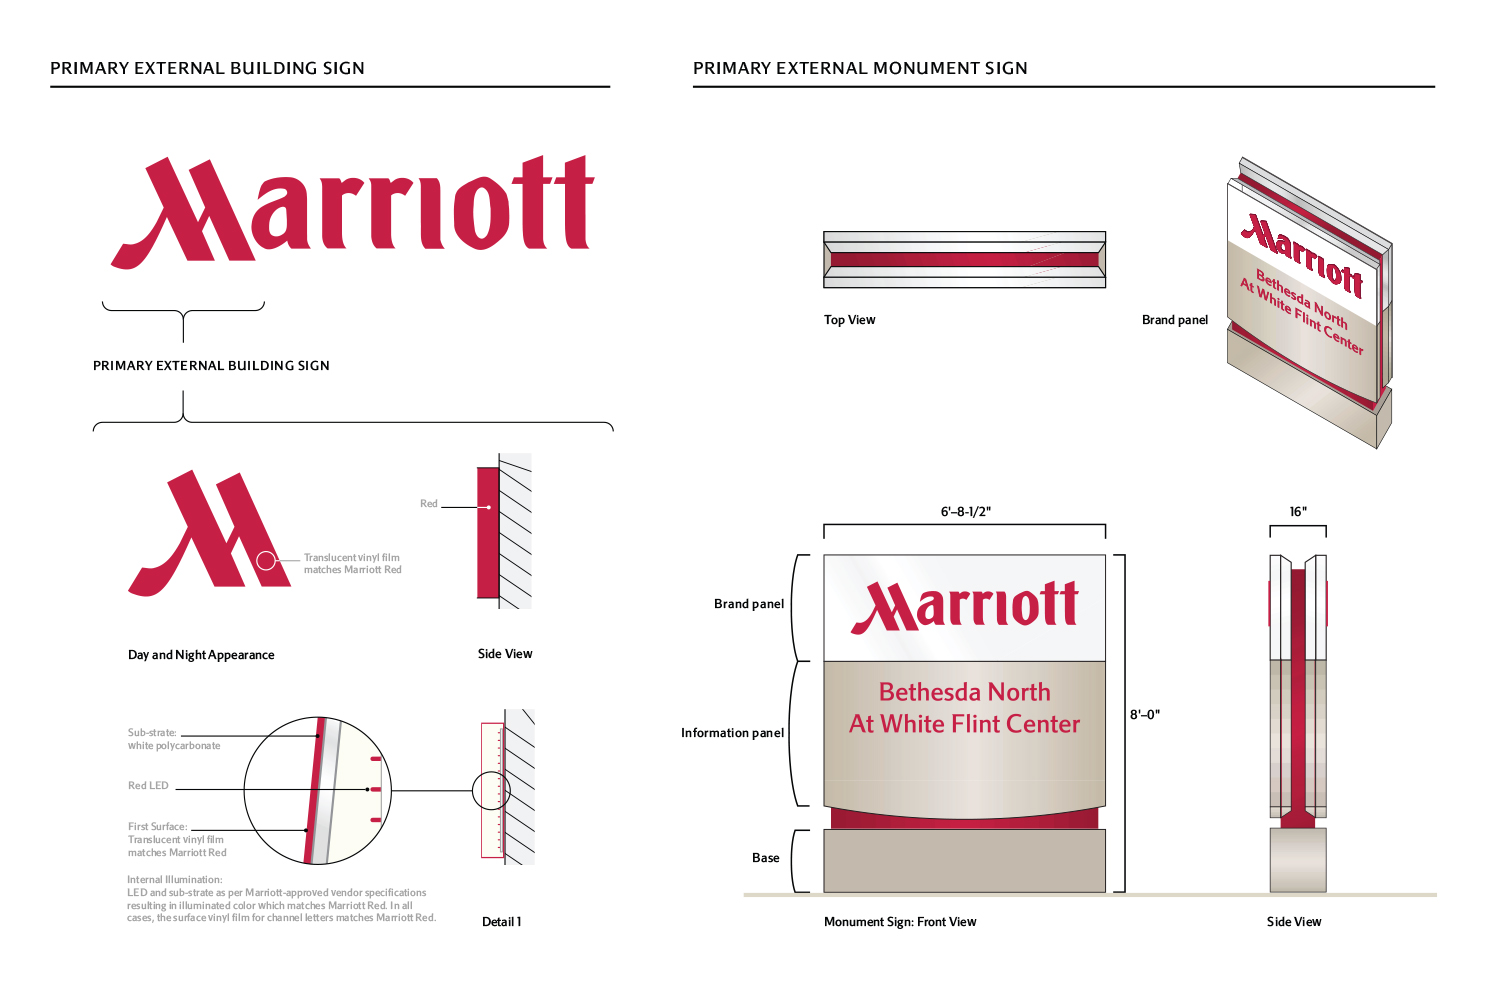 PRIMARY EXTERNAL BUILDING SIGN
Marriott
PRIMARY EXTERNAL BUILDING SIGN
Red
Translucent vinyl film
matches Marriott Red
Day and Night Appearance
Side View
Sub-strate:
white polycarbonate
Red LED
First Surface:
Translucent vinyl film
matches Marriott Red
Internal Illumination:
LED and sub-strate as per Marriott-approved vendor specifications
resulting in illuminated color which matches Marriott Red. In all
cases, the surface vinyl film for channel letters matches Marriott Red.
Detail 1
PRIMARY EXTERNAL MONUMENT SIGN
Top View
Brand panel
Marriott
Bethesda North
At White Flint Center
6'–8-1/2"
16"
Brand panel
Marriott
Information panel
Bethesda North
At White Flint Center
8'–0"
Base
Monument Sign: Front View
Side View